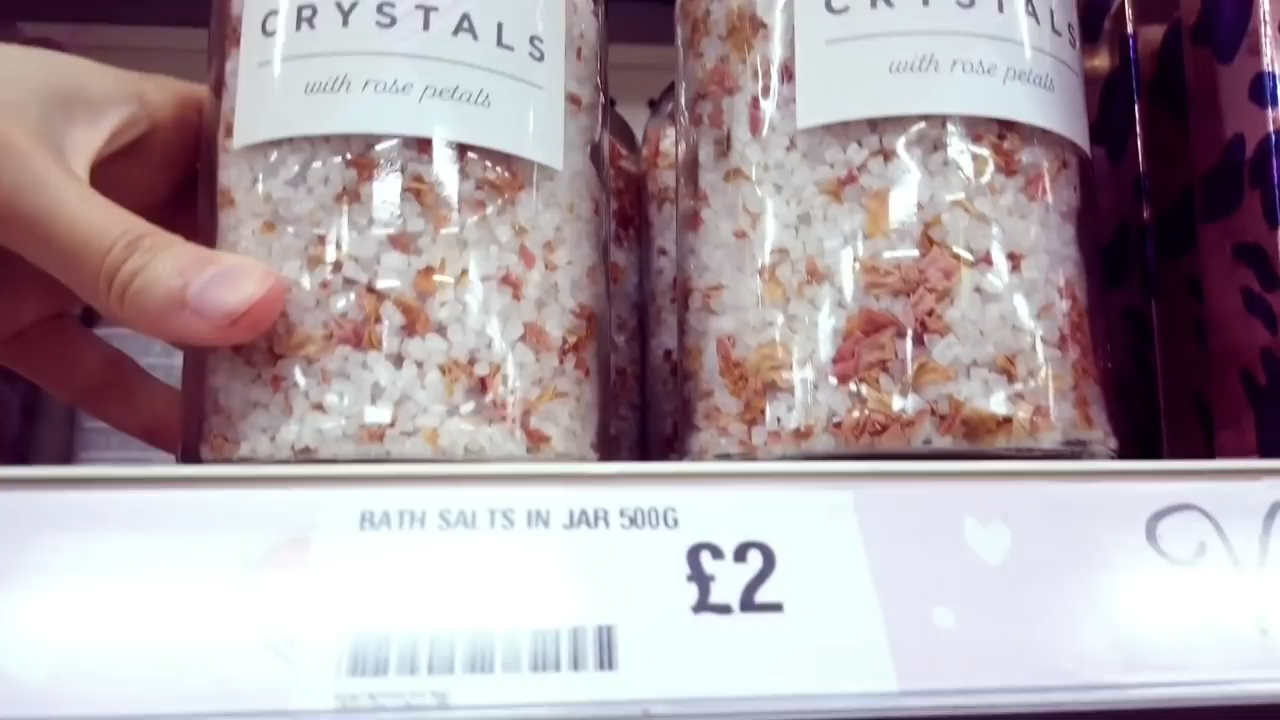 CRYSTALS
with rose petals
CRYSTALS
with rose petals
BATH SALTS IN JAR 500G
£2